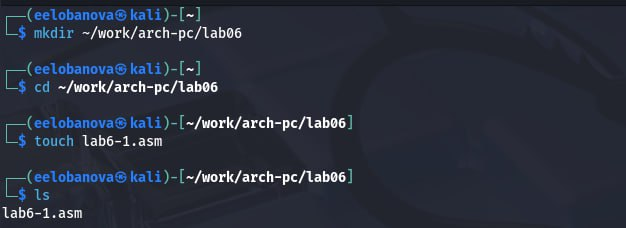 ┌──(eelobanova㉿kali)-[~]
└─$ mkdir ~/work/arch-pc/lab06
┌──(eelobanova㉿kali)-[~]
└─$ cd ~/work/arch-pc/lab06
┌──(eelobanova㉿kali)-[~/work/arch-pc/lab06]
└─$ touch lab6-1.asm
┌──(eelobanova㉿kali)-[~/work/arch-pc/lab06]
└─$ ls
lab6-1.asm